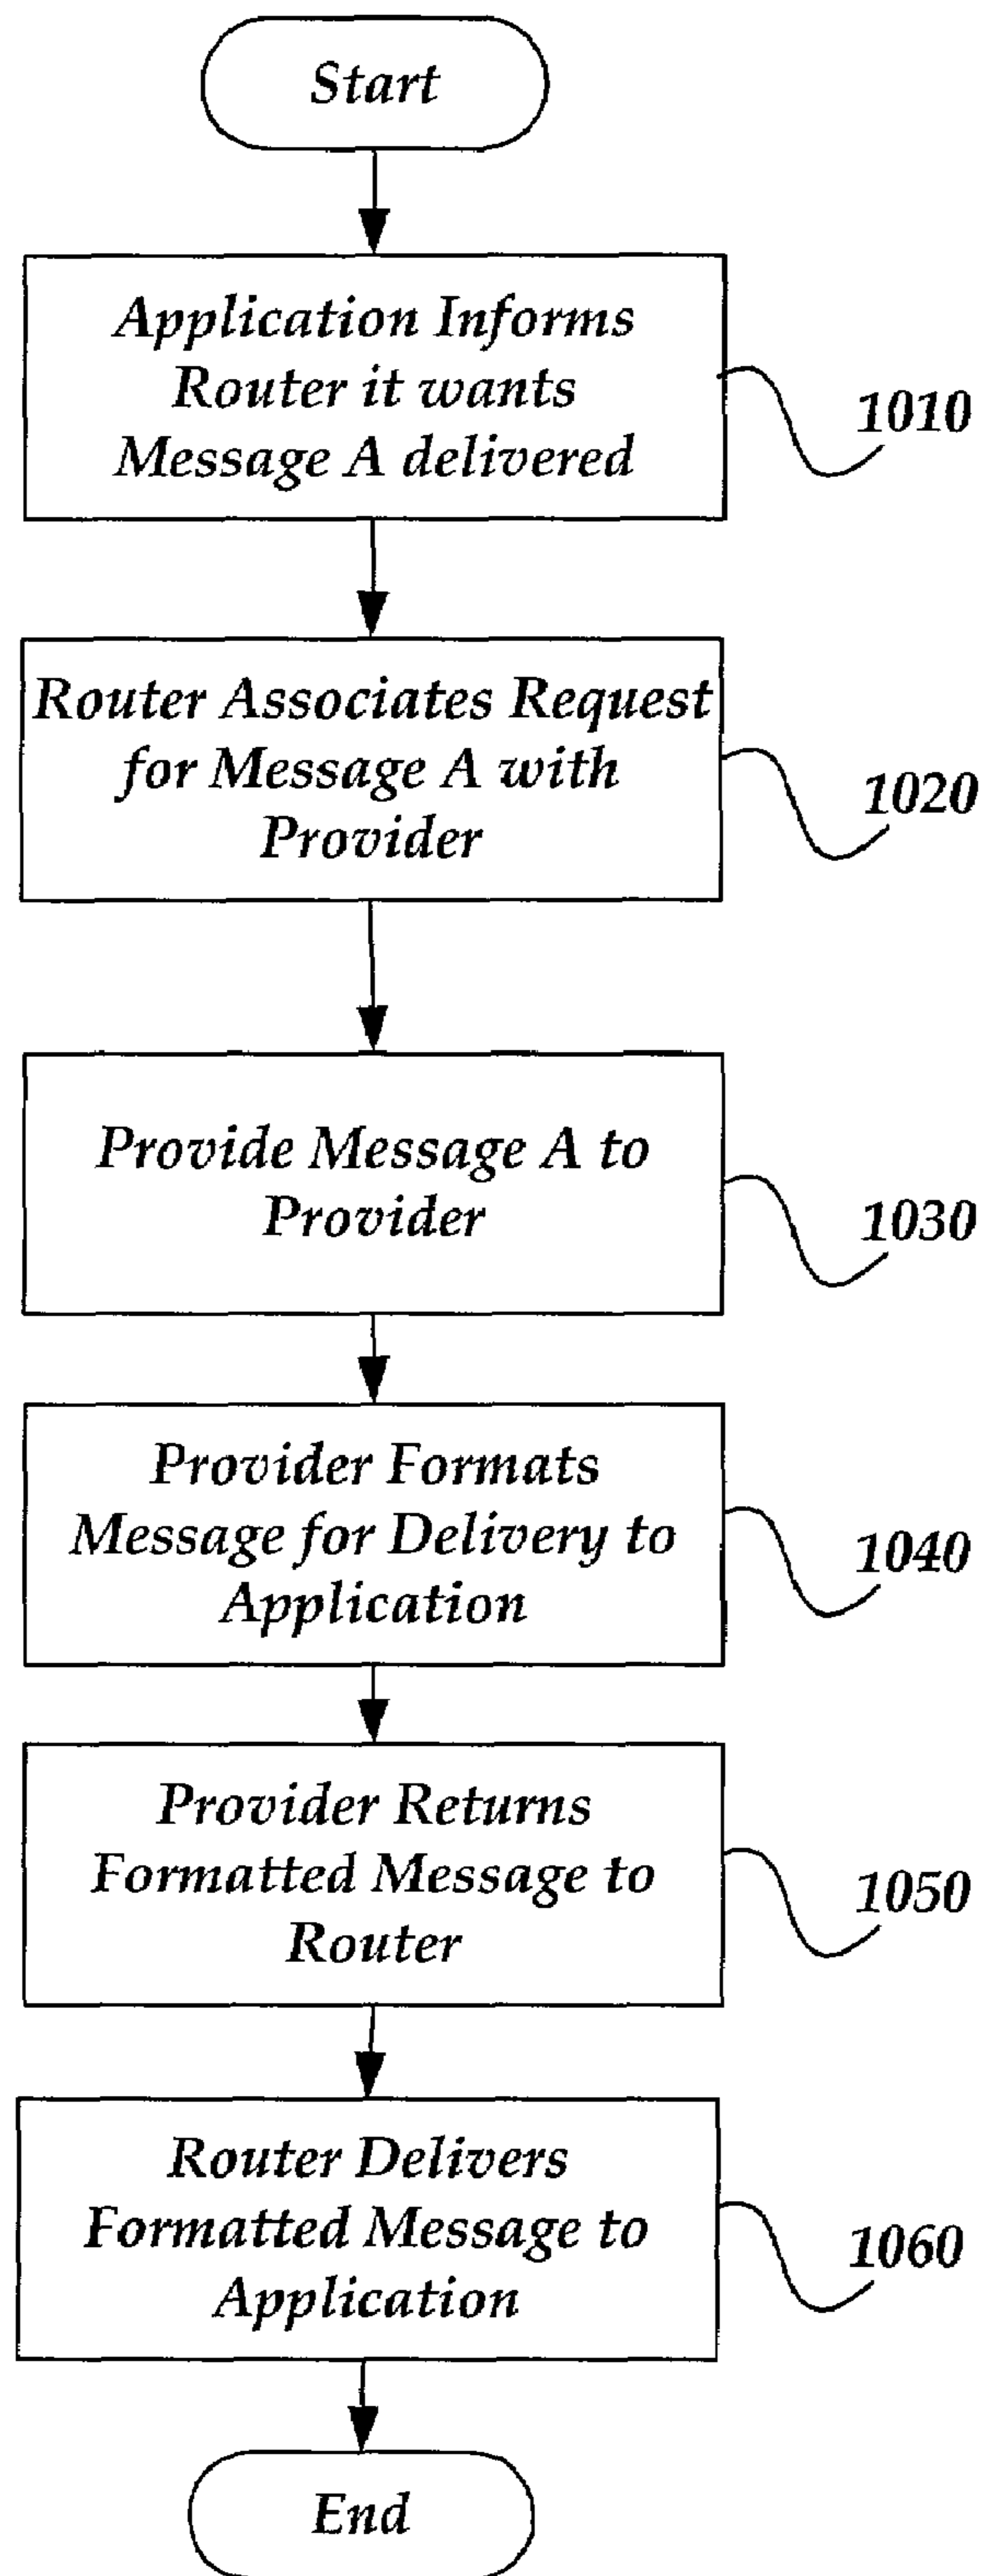 Start
Application Informs
Router it wants
Message A delivered
1010
Router Associates Request
for Message A with
Provider
1020
Provide Message A to
Provider
1030
Provider Formats
Message for Delivery to
Application
1040
Provider Returns
Formatted Message to
Router
1050
Router Delivers
Formatted Message to
Application
1060
End